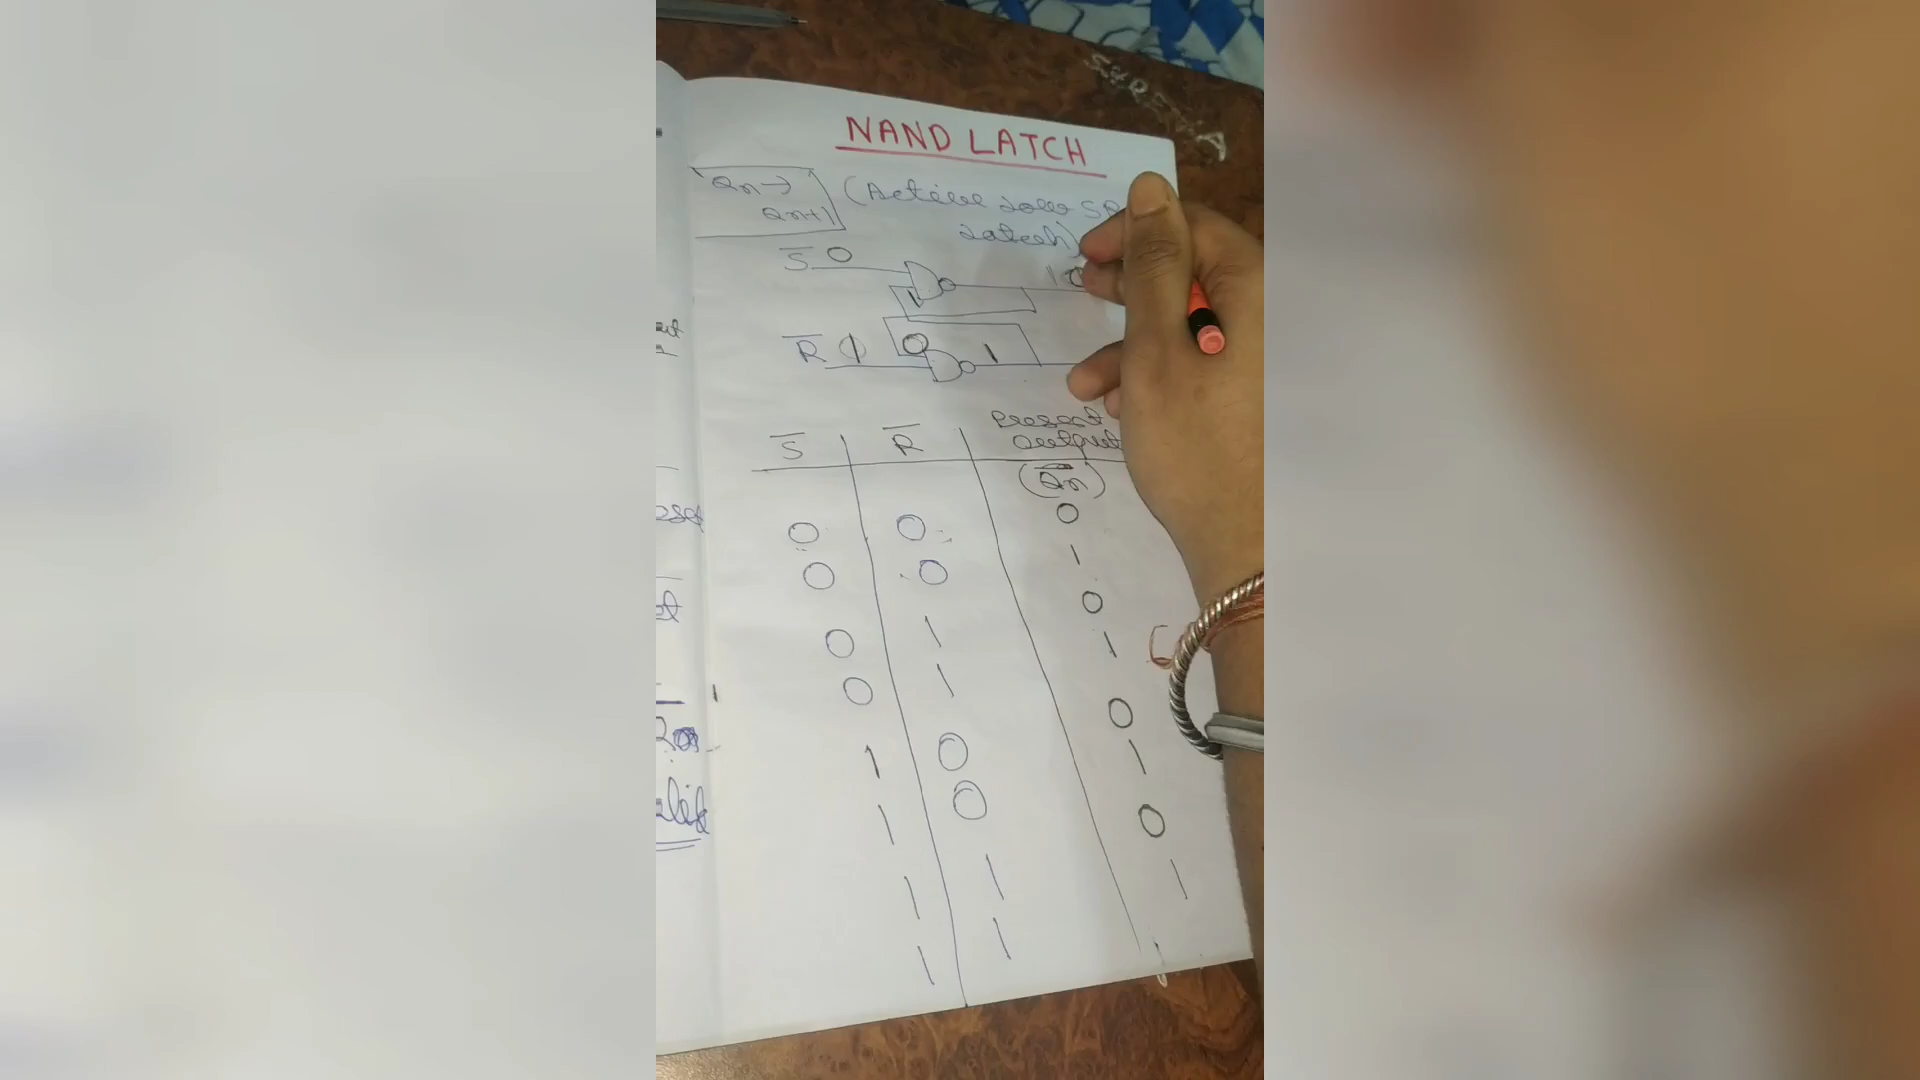 NAND LATCH
Qn→
Qn+1
(Active Low SR
Latch)
S̅ 0
1 0
1
R̅ 1
0
1
S̅ R̅ Present
output
(Qn)
0 0 0
0 0 1
0 1 0
0 1 1
1 0 0
1 0 1
1 1 0
1 1 1